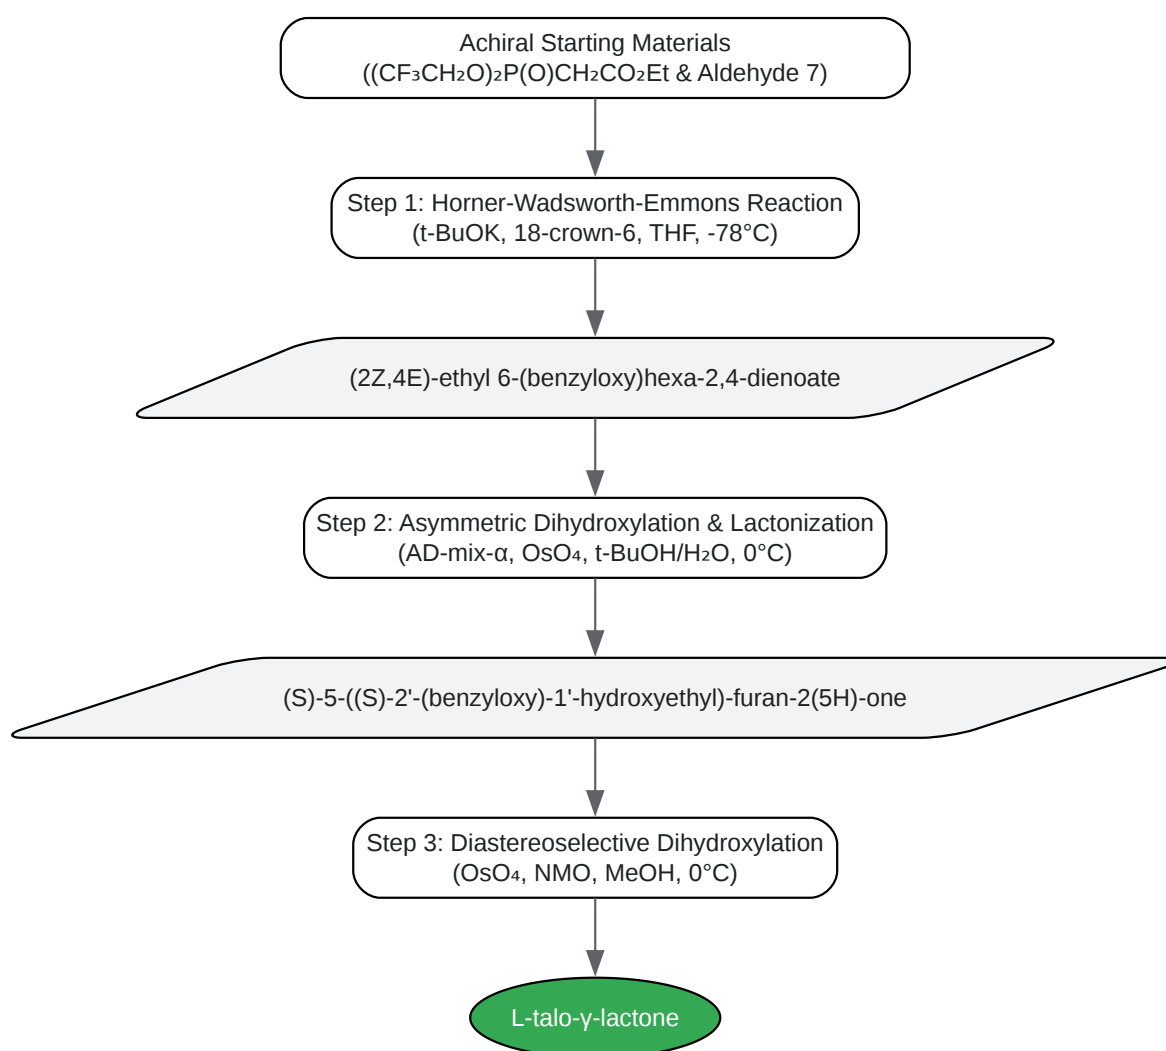 Achiral Starting Materials
((CF₃CH₂O)₂P(O)CH₂CO₂Et & Aldehyde 7)
Step 1: Horner-Wadsworth-Emmons Reaction
(t-BuOK, 18-crown-6, THF, -78°C)
(2Z,4E)-ethyl 6-(benzyloxy)hexa-2,4-dienoate
Step 2: Asymmetric Dihydroxylation & Lactonization
(AD-mix-α, OsO₄, t-BuOH/H₂O, 0°C)
(S)-5-((S)-2'-(benzyloxy)-1'-hydroxyethyl)-furan-2(5H)-one
Step 3: Diastereoselective Dihydroxylation
(OsO₄, NMO, MeOH, 0°C)
L-talo-γ-lactone